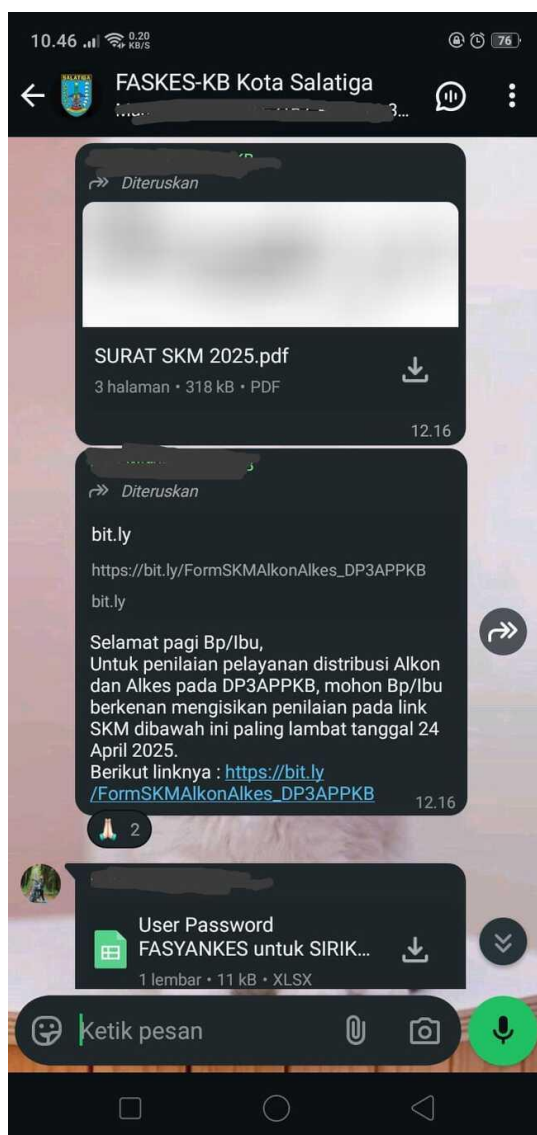 10.46
0.20
KB/S
76
SALATIGA
FASKES-KB Kota Salatiga
Diteruskan
SURAT SKM 2025.pdf
3 halaman • 318 kB • PDF
12.16
Diteruskan
bit.ly
https://bit.ly/FormSKMAlkonAlkes_DP3APPKB
bit.ly
Selamat pagi Bp/Ibu,
Untuk penilaian pelayanan distribusi Alkon
dan Alkes pada DP3APPKB, mohon Bp/Ibu
berkenan mengisikan penilaian pada link
SKM dibawah ini paling lambat tanggal 24
April 2025.
Berikut linknya : https://bit.ly
/FormSKMAlkonAlkes_DP3APPKB
12.16
2
User Password
FASYANKES untuk SIRIK...
1 lembar • 11 kB • XLSX
Ketik pesan